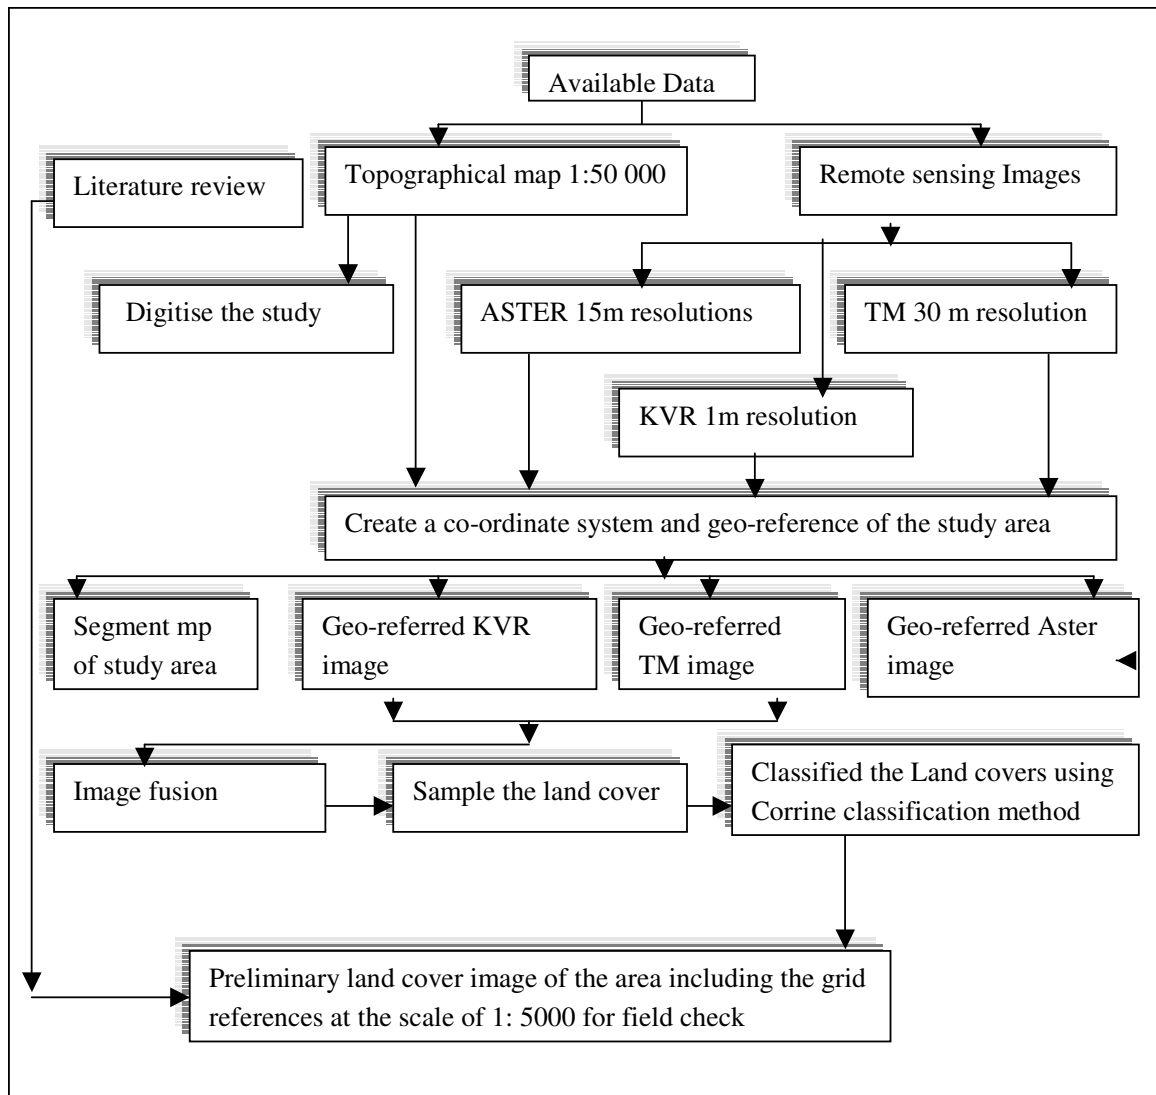 Available Data
Literature review
Topographical map 1:50 000
Remote sensing Images
Digitise the study
ASTER 15m resolutions
TM 30 m resolution
KVR 1m resolution
Create a co-ordinate system and geo-reference of the study area
Segment mp
of study area
Geo-referred KVR
image
Geo-referred
TM image
Geo-referred Aster
image
Image fusion
Sample the land cover
Classified the Land covers using
Corrine classification method
Preliminary land cover image of the area including the grid
references at the scale of 1: 5000 for field check